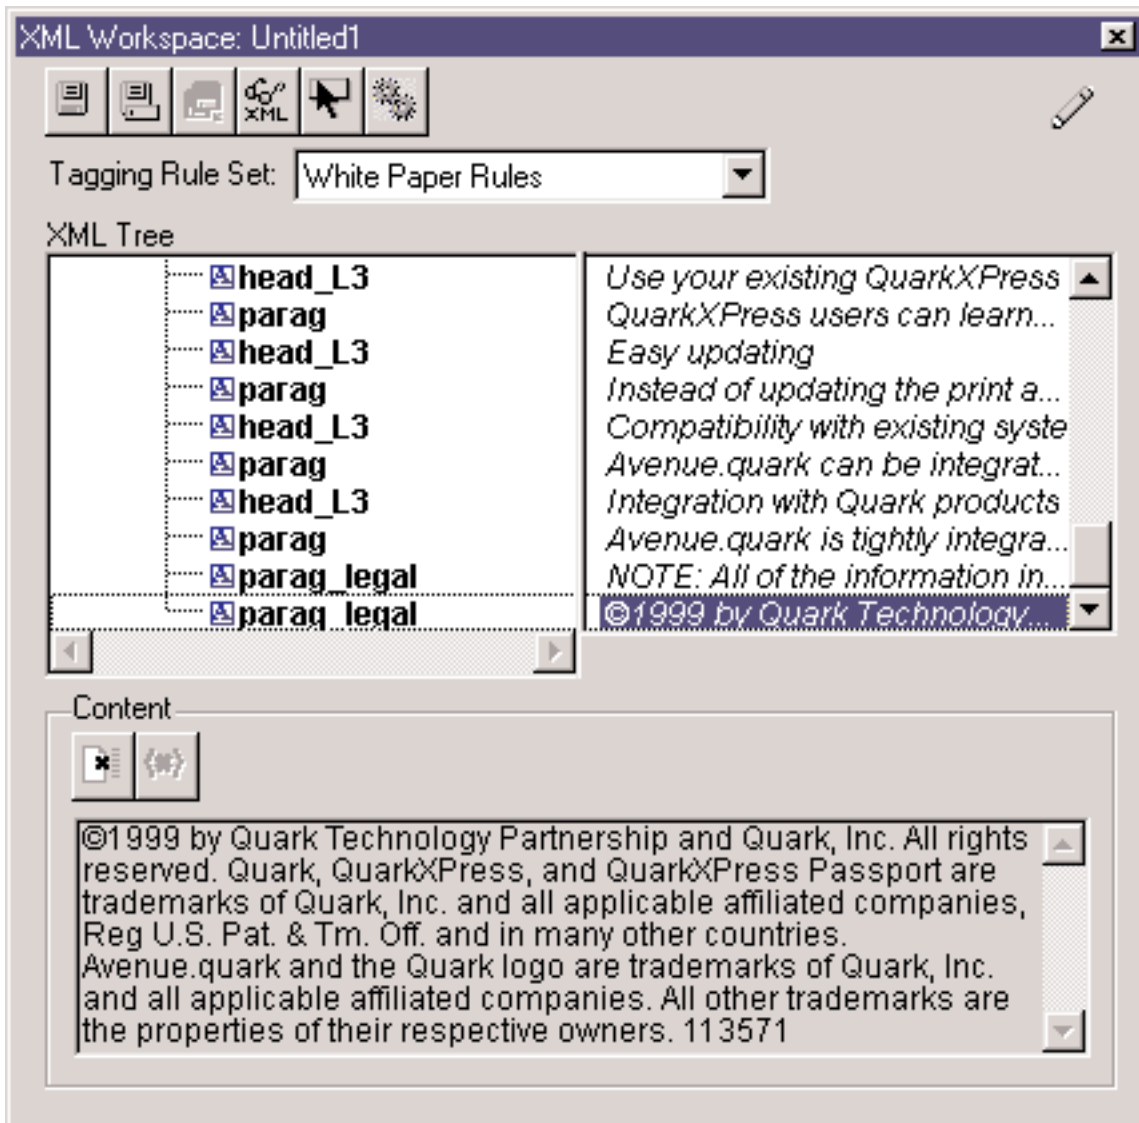 XML Workspace: Untitled1
XML
Tagging Rule Set: White Paper Rules
XML Tree
head_L3 Use your existing QuarkXPress
parag QuarkXPress users can learn...
head_L3 Easy updating
parag Instead of updating the print a...
head_L3 Compatibility with existing syste
parag Avenue.quark can be integrat...
head_L3 Integration with Quark products
parag Avenue.quark is tightly integra...
parag_legal NOTE: All of the information in...
parag_legal ©1999 by Quark Technology...
Content
©1999 by Quark Technology Partnership and Quark, Inc. All rights
reserved. Quark, QuarkXPress, and QuarkXPress Passport are
trademarks of Quark, Inc. and all applicable affiliated companies,
Reg U.S. Pat. & Tm. Off. and in many other countries.
Avenue.quark and the Quark logo are trademarks of Quark, Inc.
and all applicable affiliated companies. All other trademarks are
the properties of their respective owners. 113571